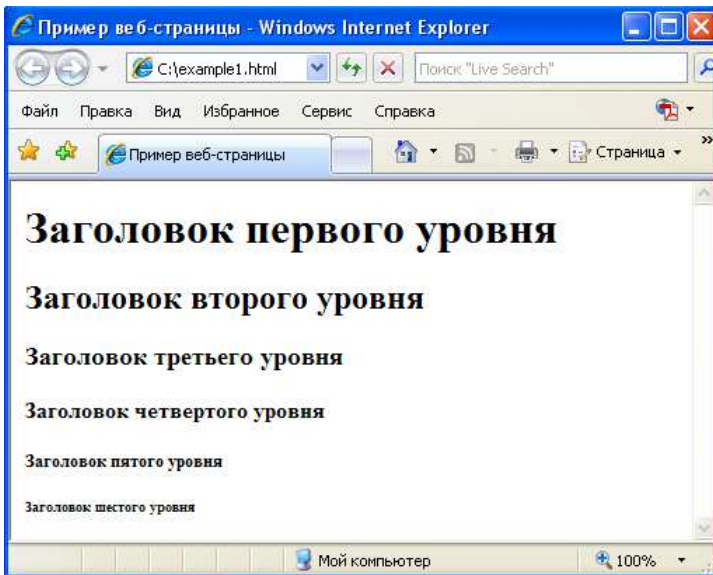 Пример веб-страницы - Windows Internet Explorer
C:\example1.html
Поиск "Live Search"
Файл Правка Вид Избранное Сервис Справка
Пример веб-страницы
Страница
»
Заголовок первого уровня
Заголовок второго уровня
Заголовок третьего уровня
Заголовок четвертого уровня
Заголовок пятого уровня
Заголовок шестого уровня
Мой компьютер
100%